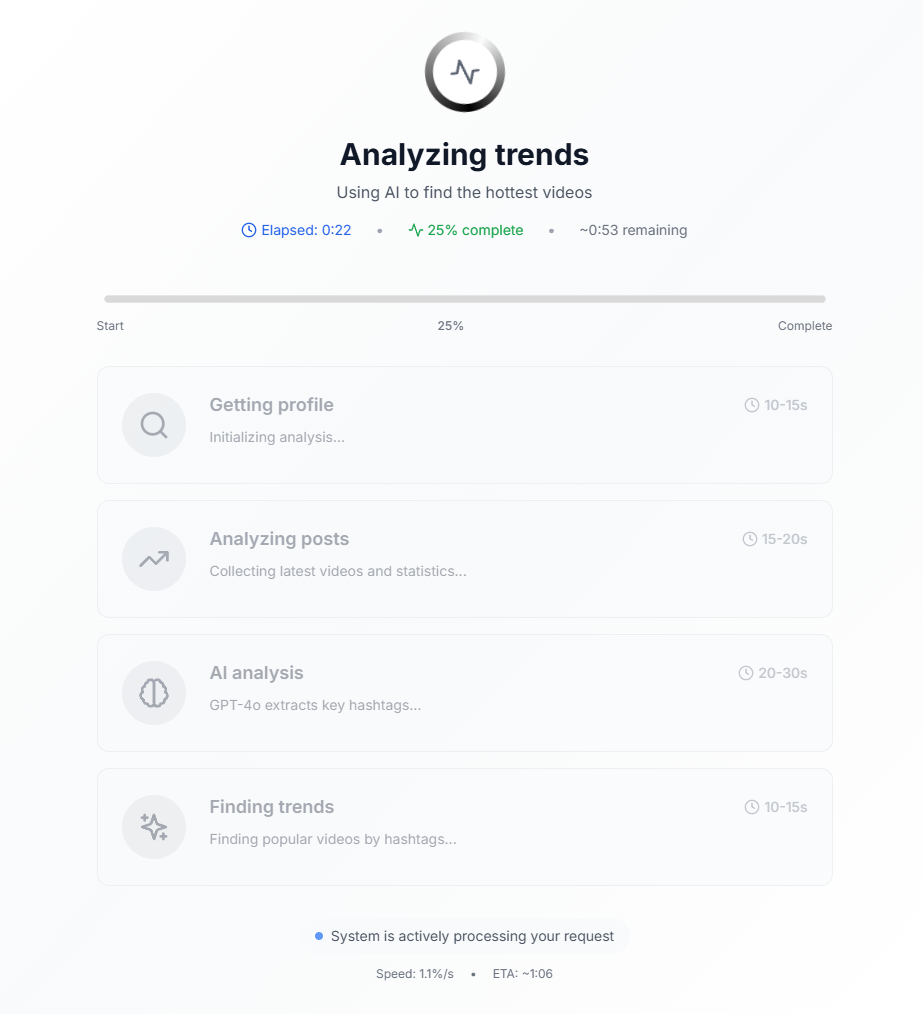 Analyzing trends
Using AI to find the hottest videos
Elapsed: 0:22 • 25% complete • ~0:53 remaining
Start 25% Complete
Getting profile 10-15s
Initializing analysis...
Analyzing posts 15-20s
Collecting latest videos and statistics...
AI analysis 20-30s
GPT-4o extracts key hashtags...
Finding trends 10-15s
Finding popular videos by hashtags...
System is actively processing your request
Speed: 1.1%/s • ETA: ~1:06